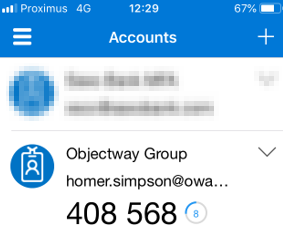 Proximus 4G 12:29 67%
Accounts
Objectway Group
homer.simpson@owa...
408 568 8